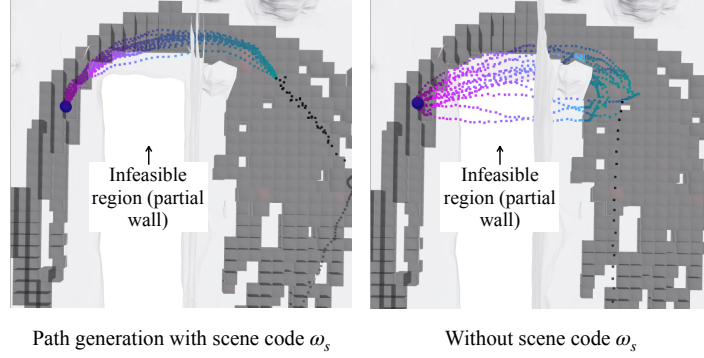 Infeasible
region (partial
wall)
Infeasible
region (partial
wall)
Path generation with scene code ωs
Without scene code ωs